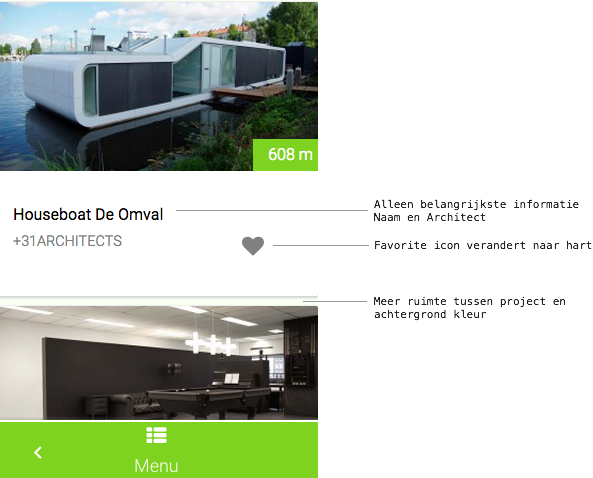 608 m
Houseboat De Omval
+31ARCHITECTS
Alleen belangrijkste informatie
Naam en Architect
Favorite icon verandert naar hart
Meer ruimte tussen project en
achtergrond kleur
Menu